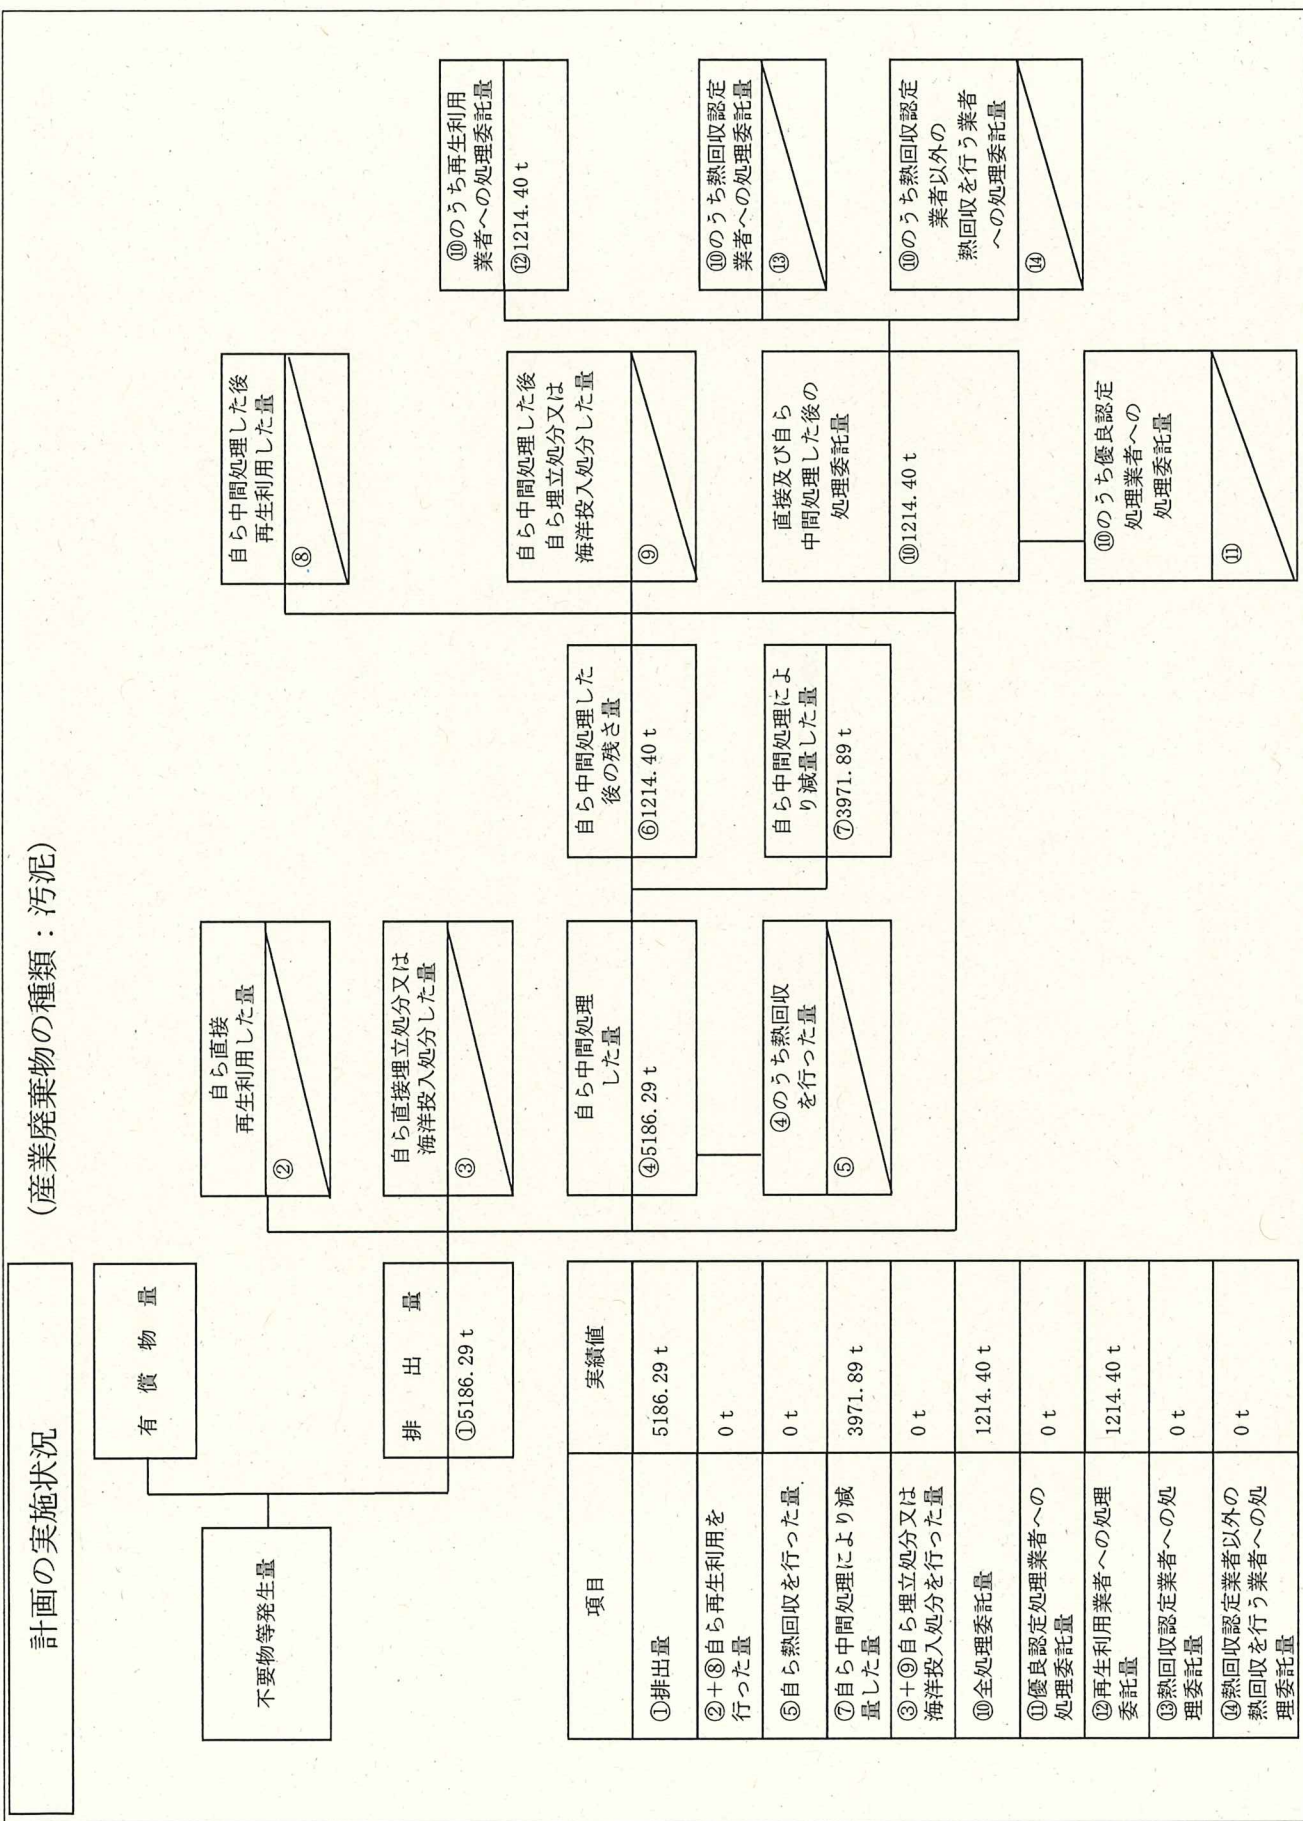 計画の実施状況
(産業廃棄物の種類：汚泥)
不要物等発生量
有償物量
排出量
①5186.29t
自ら直接
再生利用した量
②
自ら直接埋立処分又は
海洋投入処分した量
③
自ら中間処理
した量
④5186.29t
④のうち熱回収
を行った量
⑤
自ら中間処理した
後の残さ量
⑥1214.40t
自ら中間処理によ
り減量した量
⑦3971.89t
自ら中間処理した後
再生利用した量
⑧
自ら中間処理した後
自ら埋立処分又は
海洋投入処分した量
⑨
直接及び自ら
中間処理した後の
処理委託量
⑩1214.40t
⑩のうち優良認定
処理業者への
処理委託量
⑪
⑩のうち再生利用
業者への処理委託量
⑫1214.40t
⑩のうち熱回収認定
業者への処理委託量
⑬
⑩のうち熱回収認定
業者以外の
熱回収を行う業者
への処理委託量
⑭
項目 実績値
①排出量 5186.29t
②＋⑧自ら再生利用を
行った量 0t
⑤自ら熱回収を行った量 0t
⑦自ら中間処理により減
量した量 3971.89t
③＋⑨自ら埋立処分又は
海洋投入処分を行った量 0t
⑩全処理委託量 1214.40t
⑪優良認定処理業者への
処理委託量 0t
⑫再生利用業者への処理
委託量 1214.40t
⑬熱回収認定業者への処
理委託量 0t
⑭熱回収認定業者以外の
熱回収を行う業者への処
理委託量 0t